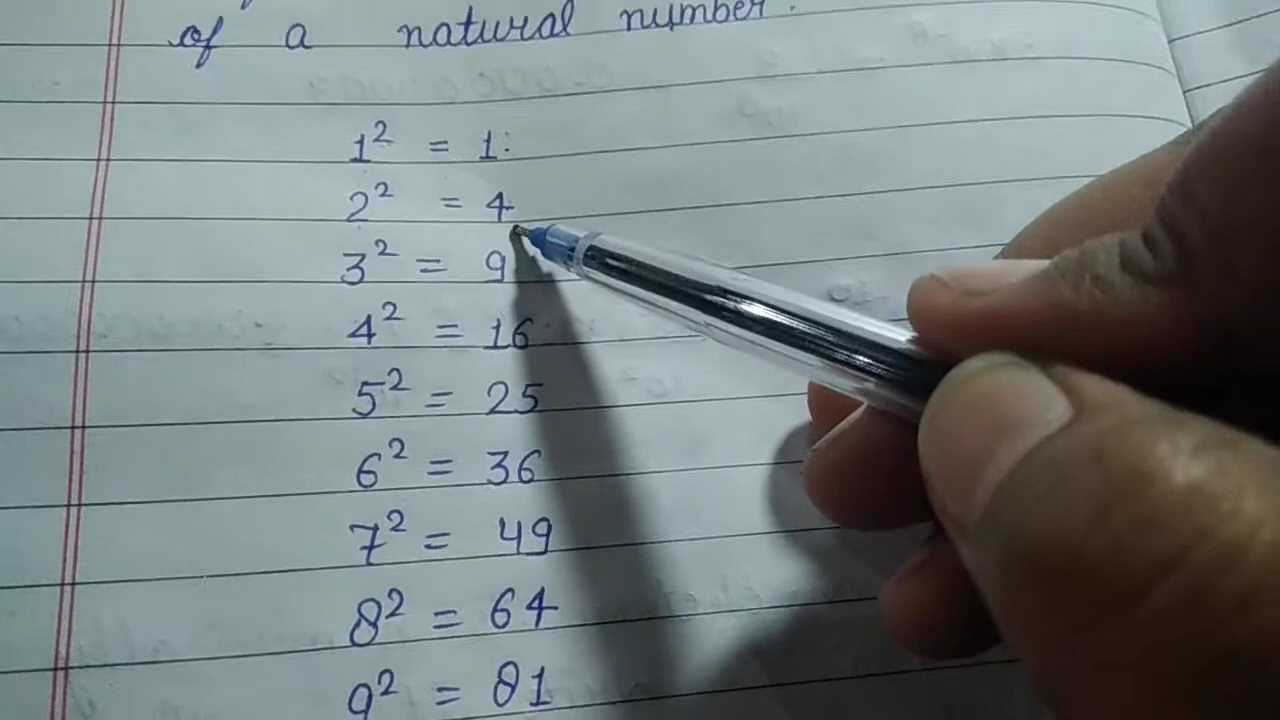 of a natural number.
1² = 1
2² = 4
3² = 9
4² = 16
5² = 25
6² = 36
7² = 49
8² = 64
9² = 81